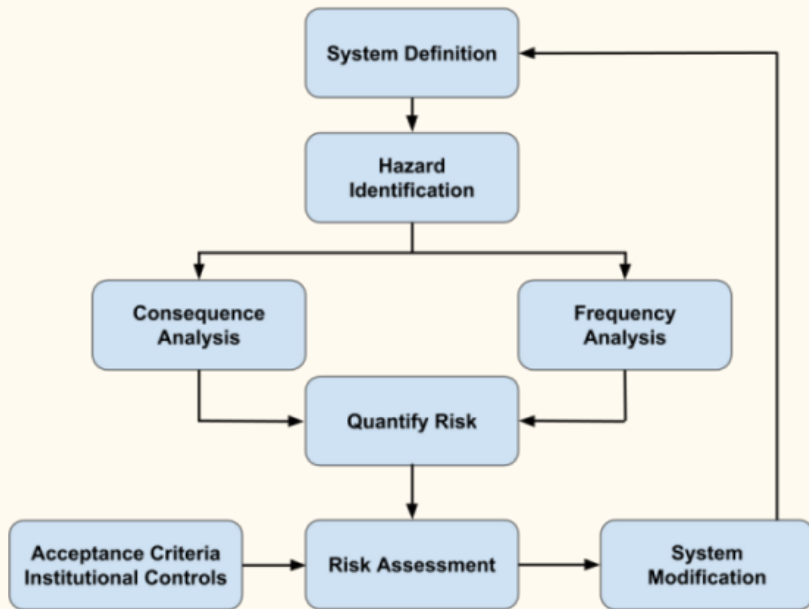 System Definition
Hazard
Identification
Consequence
Analysis
Frequency
Analysis
Quantify Risk
Acceptance Criteria
Institutional Controls
Risk Assessment
System
Modification